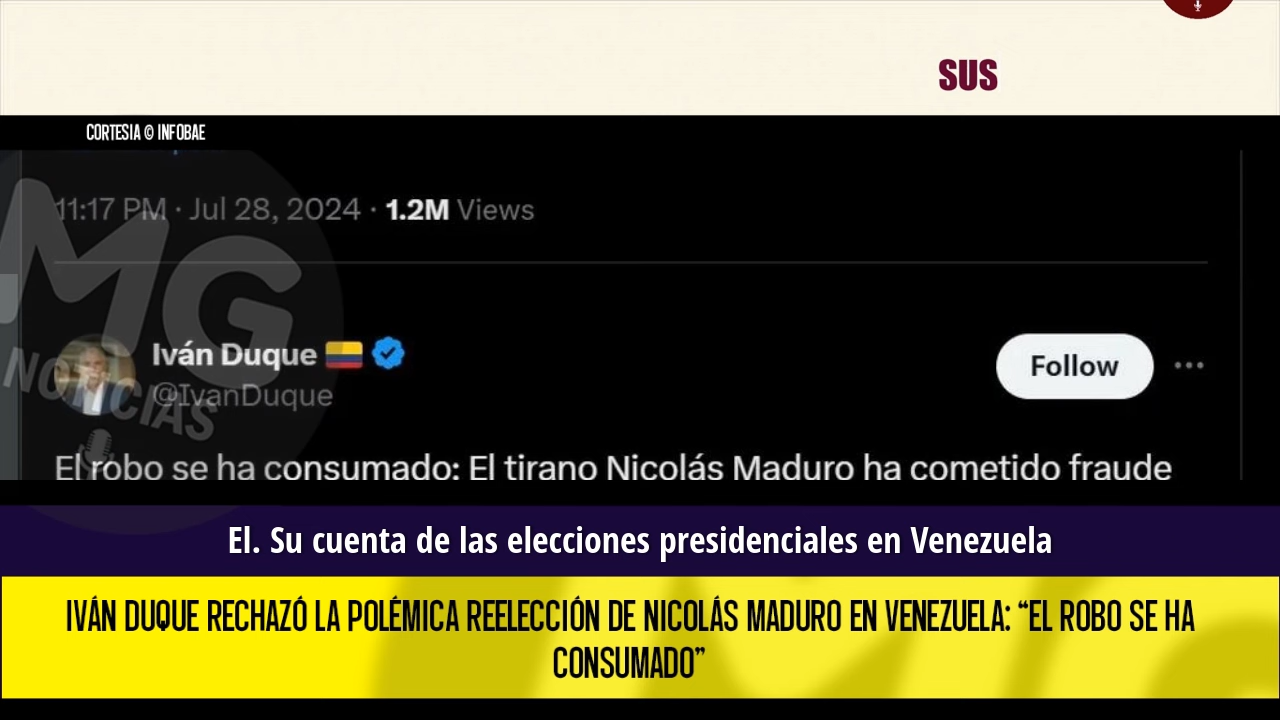 SUS
CORTESIA © INFOBAE
11:17 PM · Jul 28, 2024 · 1.2M Views
Iván Duque
@IvanDuque
Follow
MG
NOTICIAS
El robo se ha consumado: El tirano Nicolás Maduro ha cometido fraude
El. Su cuenta de las elecciones presidenciales en Venezuela
IVÁN DUQUE RECHAZÓ LA POLÉMICA REELECCIÓN DE NICOLÁS MADURO EN VENEZUELA: “EL ROBO SE HA
CONSUMADO”